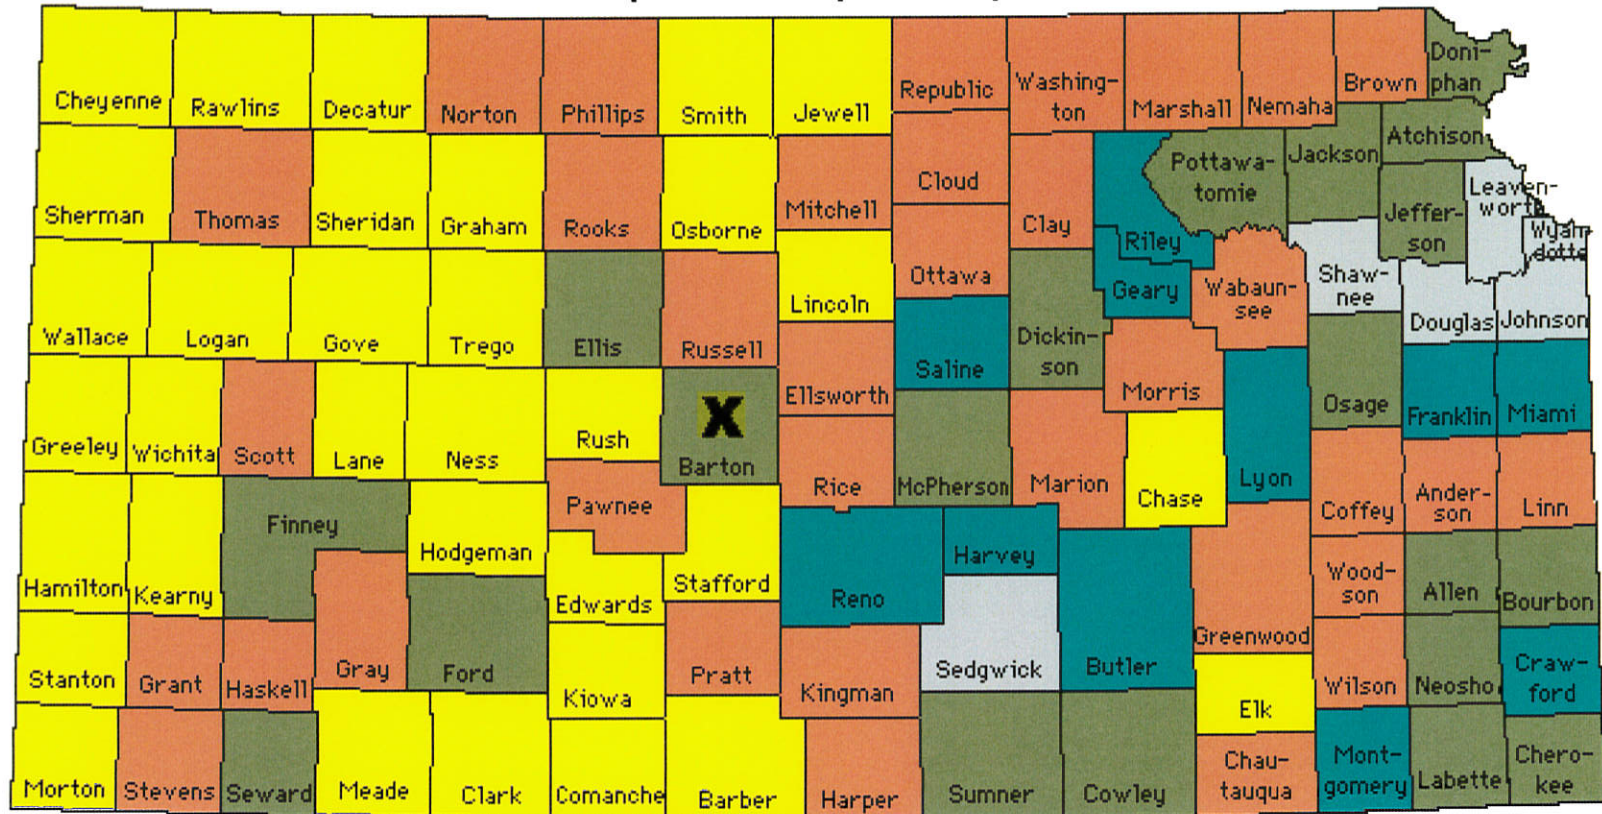 Cheyenne
Rawlins
Decatur
Norton
Phillips
Smith
Jewell
Republic
Washing-
ton
Marshall
Nemaha
Brown
Doni-
phan
Sherman
Thomas
Sheridan
Graham
Rooks
Osborne
Mitchell
Cloud
Clay
Riley
Pottawa-
tomie
Jackson
Atchison
Jeffer-
son
Leaven-
worth
Wyan-
dotte
Wallace
Logan
Gove
Trego
Ellis
Russell
Lincoln
Ottawa
Saline
Dickin-
son
Geary
Wabaun-
see
Shaw-
nee
Douglas
Johnson
Greeley
Wichita
Scott
Lane
Ness
Rush
X
Barton
Ellsworth
Rice
McPherson
Marion
Morris
Chase
Lyon
Osage
Franklin
Miami
Hamilton
Kearny
Finney
Hodgeman
Pawnee
Edwards
Stafford
Reno
Harvey
Sedgwick
Butler
Greenwood
Coffey
Ander-
son
Linn
Wood-
son
Allen
Bourbon
Stanton
Grant
Haskell
Gray
Ford
Kiowa
Pratt
Kingman
Elk
Wilson
Neosho
Craw-
ford
Morton
Stevens
Seward
Meade
Clark
Comanche
Barber
Harper
Sumner
Cowley
Chau-
tauqua
Mont-
gomery
Labette
Chero-
kee